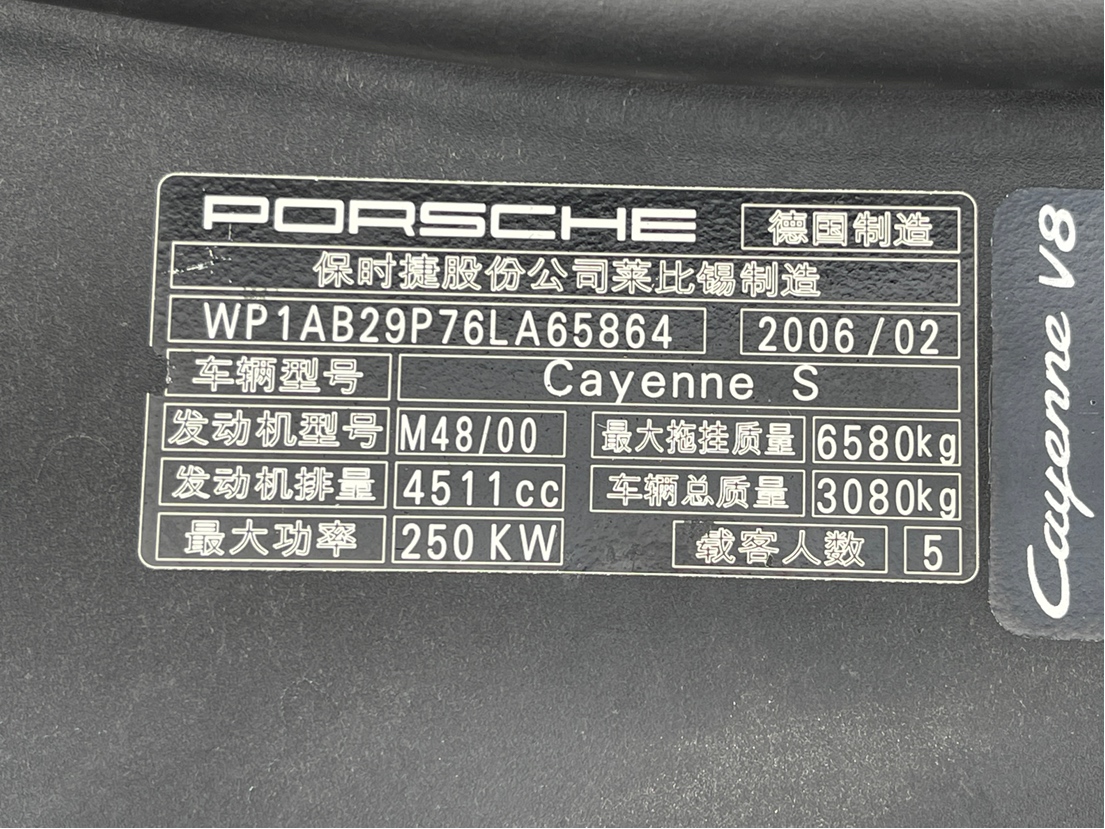 PORSCHE 德国制造
保时捷股份公司莱比锡制造
WP1AB29P76LA65864 2006/02
车辆型号 Cayenne S
发动机型号 M48/00 最大拖挂质量 6580kg
发动机排量 4511cc 车辆总质量 3080kg
最大功率 250KW 载客人数 5
Cayenne V8